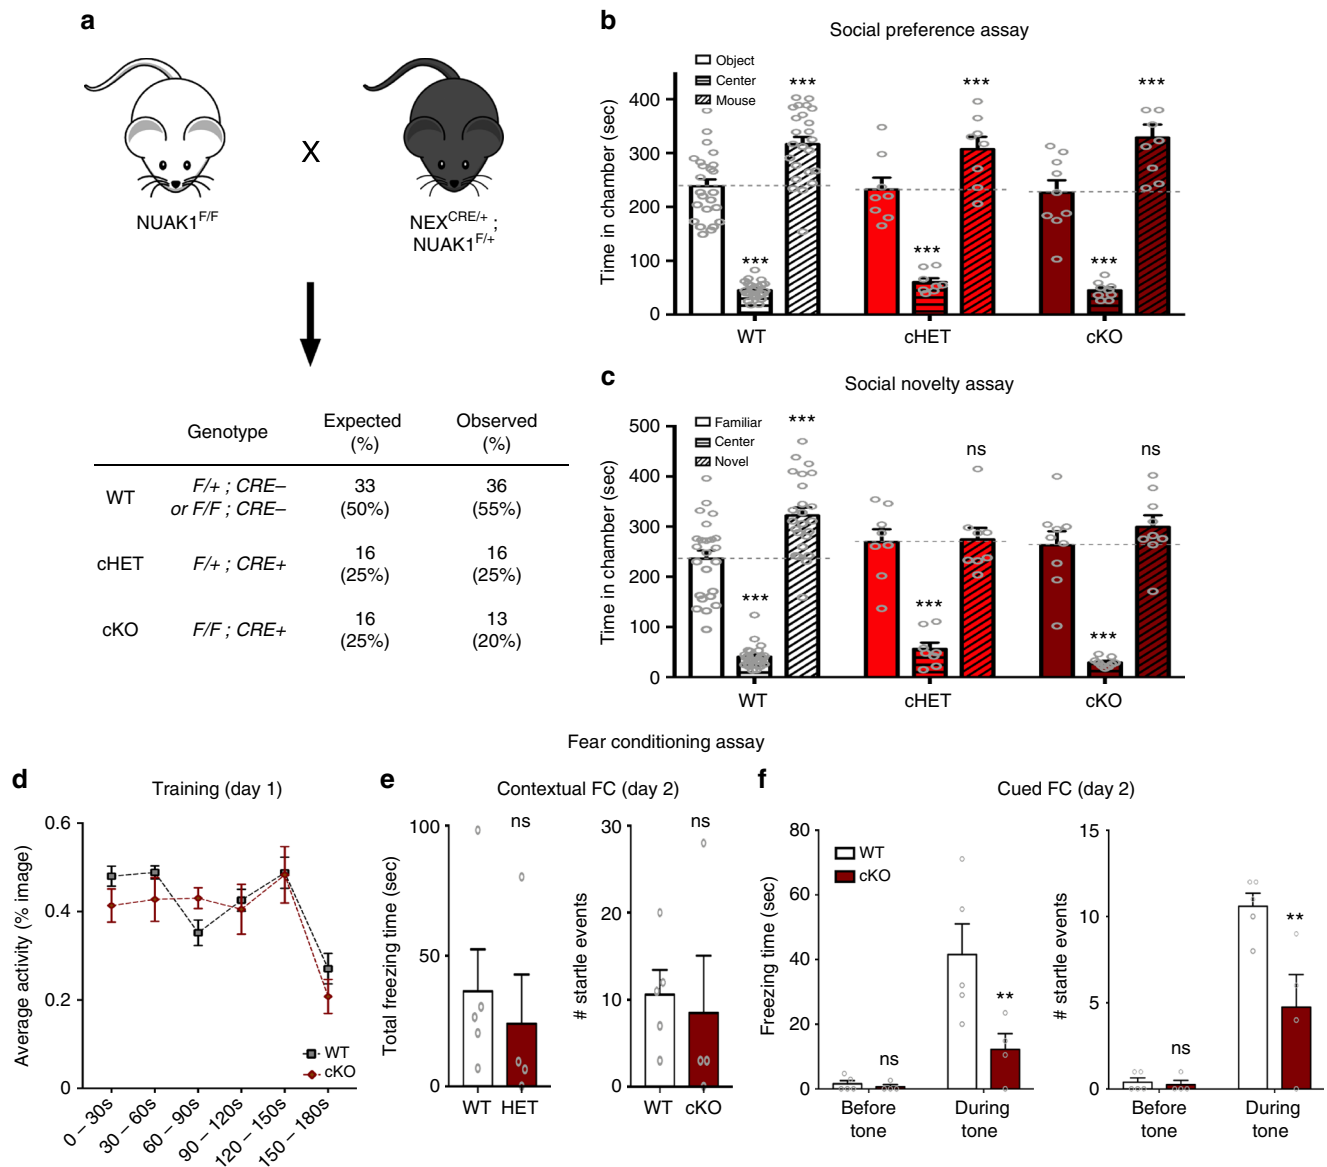 a
X
NUAK1F/F
NEXCRE/+ ;
NUAK1F/+
Genotype
Expected
(%)
Observed
(%)
WT
F/+ ; CRE–
or F/F ; CRE–
33
(50%)
36
(55%)
cHET
F/+ ; CRE+
16
(25%)
16
(25%)
cKO
F/F ; CRE+
16
(25%)
13
(20%)
b
Social preference assay
Object
Center
Mouse
Time in chamber (sec)
400
300
200
100
0
***
***
***
***
***
***
WT
cHET
cKO
c
Social novelty assay
Familiar
Center
Novel
Time in chamber (sec)
500
400
300
200
100
0
***
***
***
ns
***
ns
WT
cHET
cKO
Fear conditioning assay
d
Training (day 1)
Average activity (% image)
0.6
0.4
0.2
0
WT
cKO
0 – 30s
30 – 60s
60 – 90s
90 – 120s
120 – 150s
150 – 180s
e
Contextual FC (day 2)
Total freezing time (sec)
100
50
0
ns
WT
HET
# startle events
30
20
10
0
ns
WT
cKO
f
Cued FC (day 2)
Freezing time (sec)
80
60
40
20
0
WT
cKO
ns
**
Before
tone
During
tone
# startle events
15
10
5
0
ns
**
Before
tone
During
tone